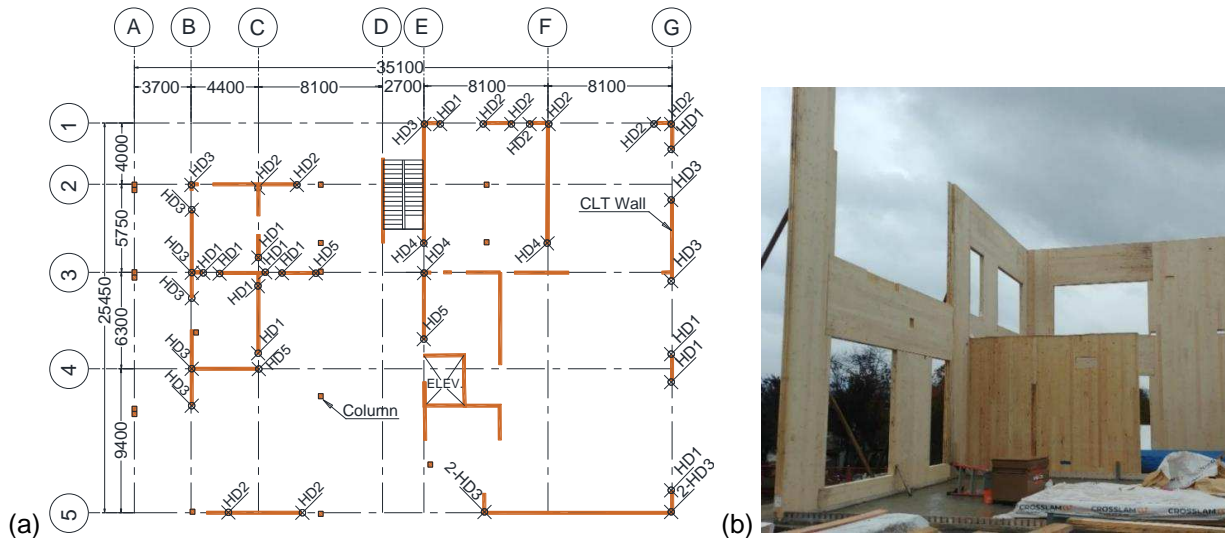 A B C D E F G
35100
3700 4400 8100 2700 8100 8100
1 2 3 4 5
4000 5750 6300 9400
25450
HD3 HD1 HD2 HD2 HD2 HD2 HD2 HD2 HD1
HD3 HD2 HD2
HD3
HD3
CLT Wall
HD3 HD1 HD1 HD1 HD1 HD1 HD5 HD4 HD4 HD4 HD3
HD3 HD1
HD5
HD3 HD1 HD5 HD1 HD1
HD3
ELEV.
Column
2-HD3 HD1 2-HD3
HD2 HD2
(a)
(b)
CROSSLAM CLT CROSSLAM CROSSLAM